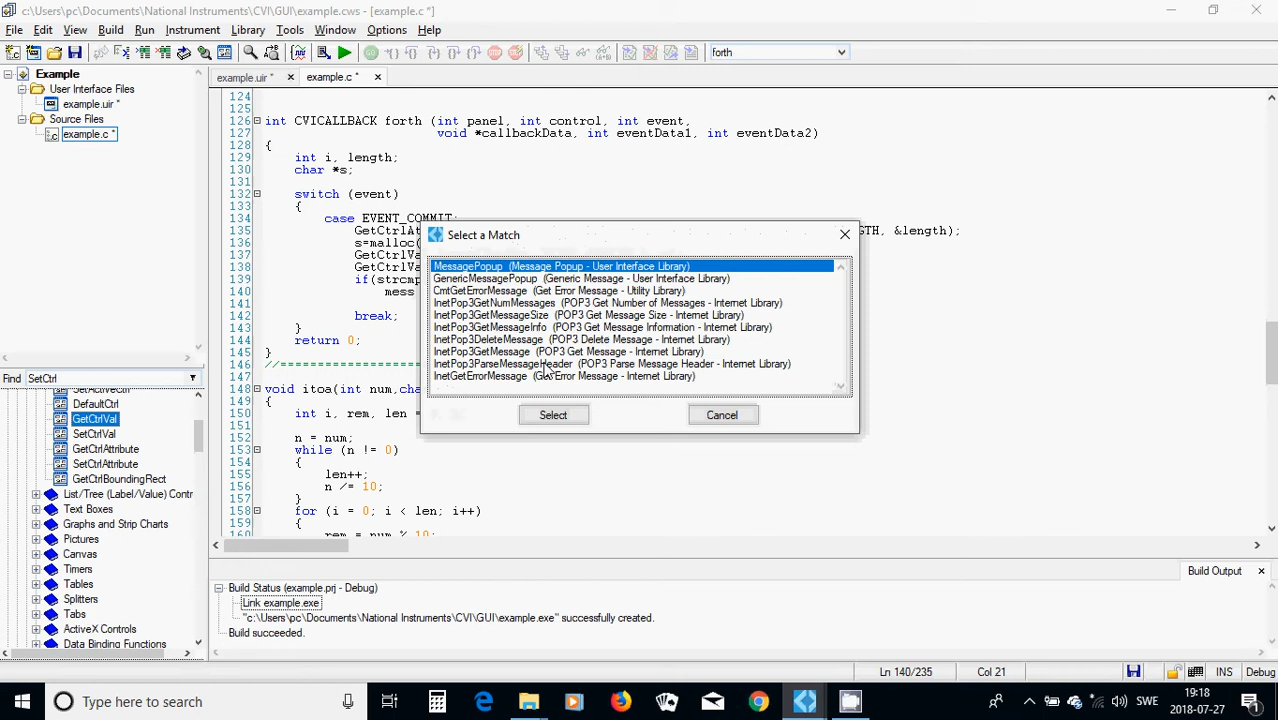 c:\Users\pc\Documents\National Instruments\CVI\GUI\example.cws - [example.c *]
File Edit View Build Run Instrument Library Tools Window Options Help
forth
Example
User Interface Files
example.uir *
Source Files
example.c *
example.uir *
example.c *
124
125
126 int CVICALLBACK forth (int panel, int control, int event,
127 void *callbackData, int eventData1, int eventData2)
128 {
129 int i, length;
130 char *s;
132 switch (event)
133 {
134 case EVENT_COMMIT:
135 GetCtrlAt GTH, &length);
136 s=malloc(
137 GetCtrlVa
138 GetCtrlVa
139 if(strcmp
140 mess
141
142 break;
143 }
144 return 0;
145 }
146 //=
147
148 void itoa(int num,cha
149 {
150 int i, rem, len =
151
152 n = num;
153 while (n != 0)
154 {
155 len++;
156 n /= 10;
157 }
158 for (i = 0; i < len; i++)
159 {
160 rem = num % 10;
Select a Match
MessagePopup (Message Popup - User Interface Library)
GenericMessagePopup (Generic Message - User Interface Library)
CmtGetErrorMessage (Get Error Message - Utility Library)
InetPop3GetNumMessages (POP3 Get Number of Messages - Internet Library)
InetPop3GetMessageSize (POP3 Get Message Size - Internet Library)
InetPop3GetMessageInfo (POP3 Get Message Information - Internet Library)
InetPop3DeleteMessage (POP3 Delete Message - Internet Library)
InetPop3GetMessage (POP3 Get Message - Internet Library)
InetPop3ParseMessageHeader (POP3 Parse Message Header - Internet Library)
InetGetErrorMessage (Get Error Message - Internet Library)
Select Cancel
Find SetCtrl
SetActiveCtrl
DefaultCtrl
GetCtrlVal
SetCtrlVal
GetCtrlAttribute
SetCtrlAttribute
GetCtrlBoundingRect
List/Tree (Label/Value) Contr
Text Boxes
Graphs and Strip Charts
Pictures
Canvas
Timers
Tables
Splitters
Tabs
ActiveX Controls
Data Binding Functions
Build Output
Build Status (example.prj - Debug)
Link example.exe
"c:\Users\pc\Documents\National Instruments\CVI\GUI\example.exe" successfully created.
Build succeeded.
Ln 140/235 Col 21 INS Debug
Type here to search
SWE
19:18
2018-07-27
1